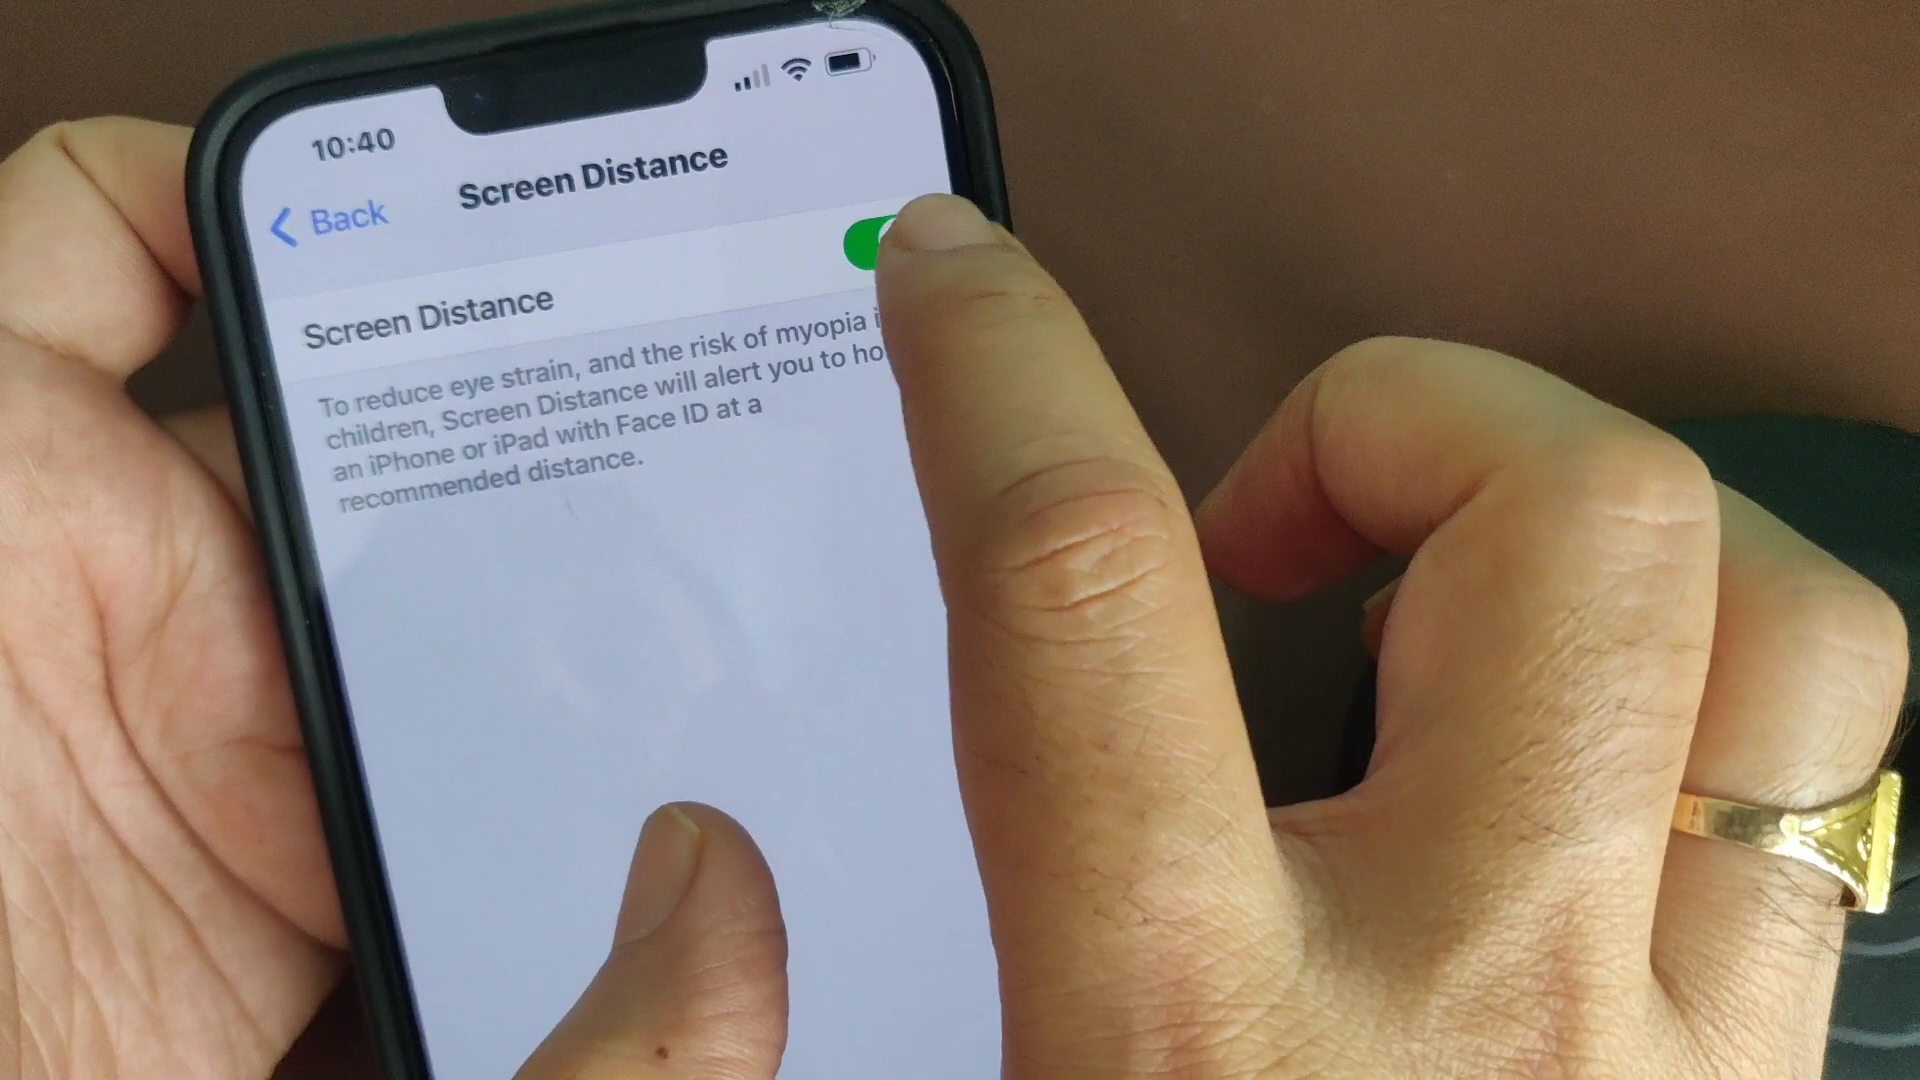 10:40
Back
Screen Distance
Screen Distance
To reduce eye strain, and the risk of myopia
children, Screen Distance will alert you to
an iPhone or iPad with Face ID at a
recommended distance.